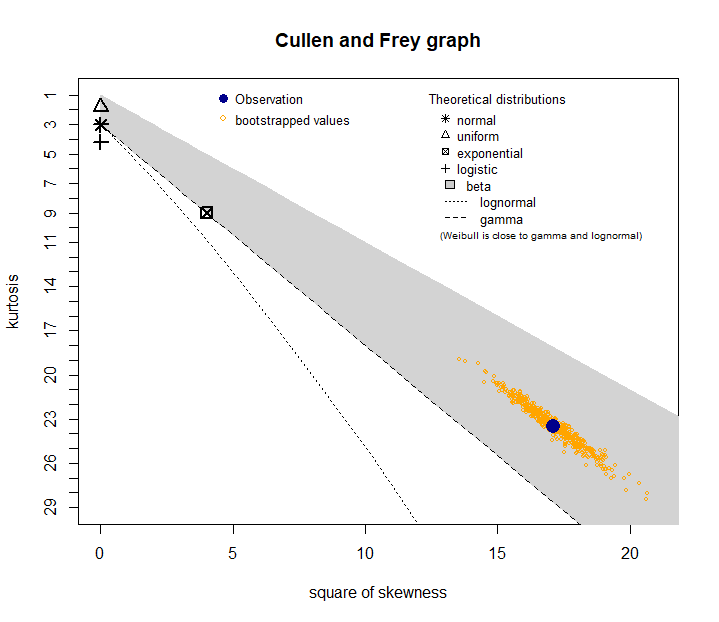 Cullen and Frey graph
Observation
bootstrapped values
Theoretical distributions
normal
uniform
exponential
logistic
beta
lognormal
gamma
(Weibull is close to gamma and lognormal)
kurtosis
1
3
5
7
9
11
14
17
20
23
26
29
0
5
10
15
20
square of skewness